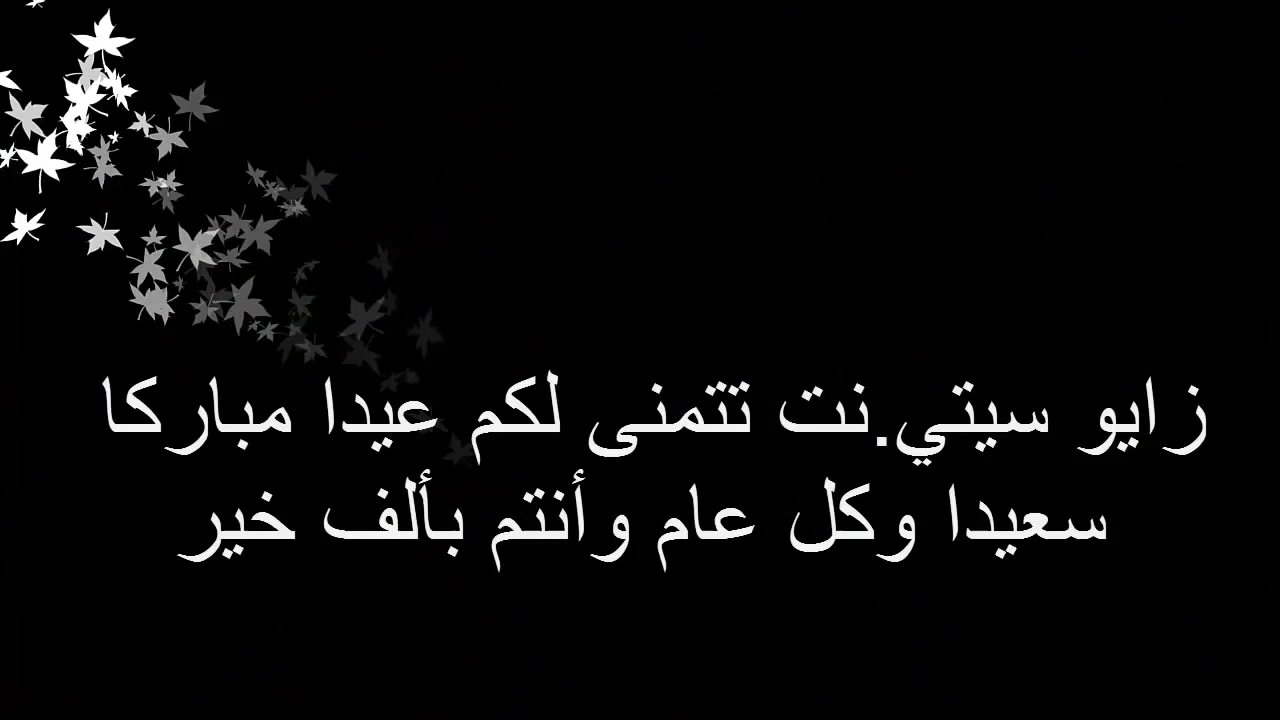 زايو سيتي.نت تتمنى لكم عيدا مباركا
سعيدا وكل عام وأنتم بألف خير